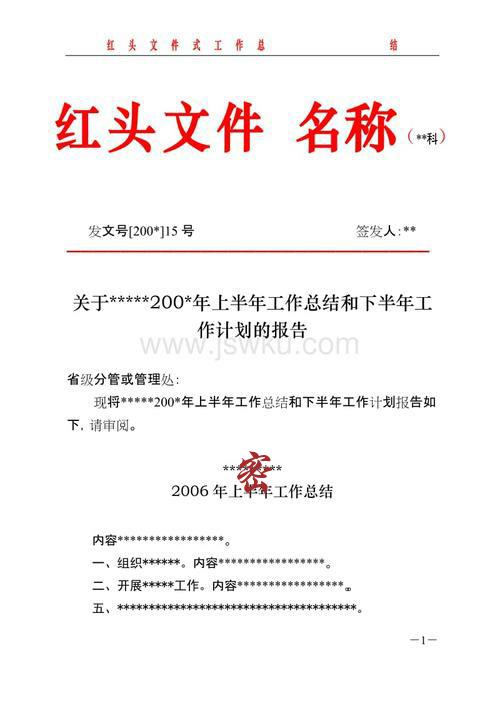 红头文件式工作总 结
红头文件 名称（**科）
发文号[200*]15 号 签发人:**
关于*****200*年上半年工作总结和下半年工
作计划的报告
www.jswku.com
省级分管或管理处:
现将*****200*年上半年工作总结和下半年工作计划报告如
下,请审阅。
*********
密
2006 年上半年工作总结
内容*****************。
一、组织******。内容*****************。
二、开展*****工作。内容*****************。
五、**************************************。
－1－